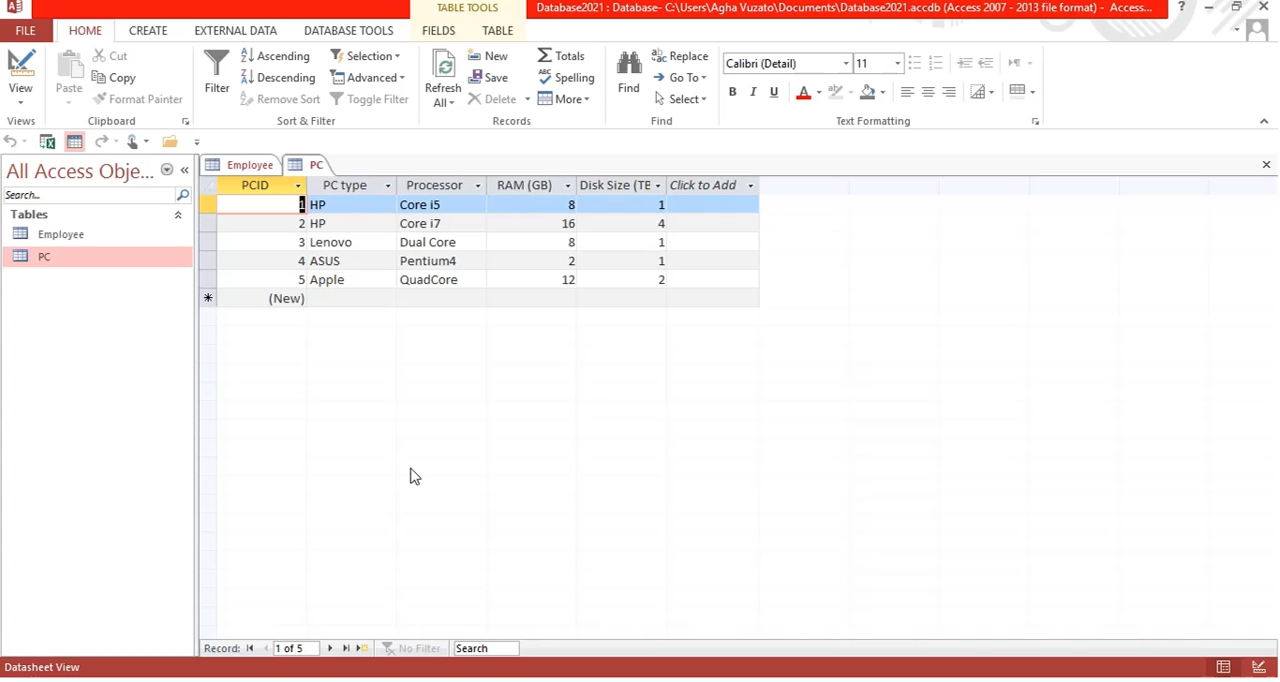 TABLE TOOLS
Database2021 : Database- C:\Users\Agha Vuzato\Documents\Database2021.accdb (Access 2007 - 2013 file format) - Access...
?
FILE HOME CREATE EXTERNAL DATA DATABASE TOOLS FIELDS TABLE
View
Views
Paste
Cut
Copy
Format Painter
Clipboard
Filter
Ascending
Descending
Remove Sort
Selection
Advanced
Toggle Filter
Sort & Filter
Refresh
All
New
Save
Delete
Totals
Spelling
More
Records
Find
Replace
Go To
Select
Find
Calibri (Detail) 11
B I U A
Text Formatting
All Access Obje... «
Search...
Tables
Employee
PC
Employee PC
PCID PC type Processor RAM (GB) Disk Size (TB Click to Add
1 HP Core i5 8 1
2 HP Core i7 16 4
3 Lenovo Dual Core 8 1
4 ASUS Pentium4 2 1
5 Apple QuadCore 12 2
* (New)
Record: 1 of 5 No Filter Search
Datasheet View